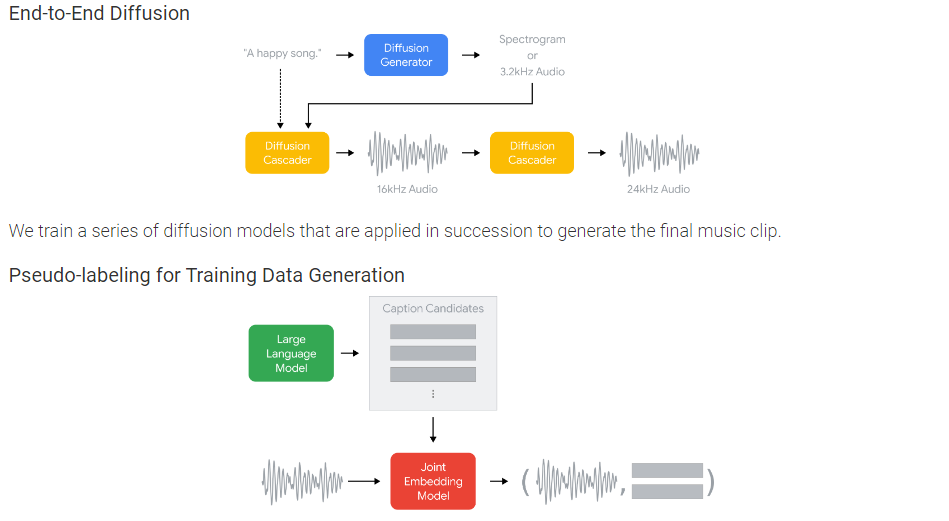 End-to-End Diffusion
"A happy song."
Diffusion
Generator
Spectrogram
or
3.2kHz Audio
Diffusion
Cascader
16kHz Audio
Diffusion
Cascader
24kHz Audio
We train a series of diffusion models that are applied in succession to generate the final music clip.
Pseudo-labeling for Training Data Generation
Large
Language
Model
Caption Candidates
⋮
Joint
Embedding
Model
( , )